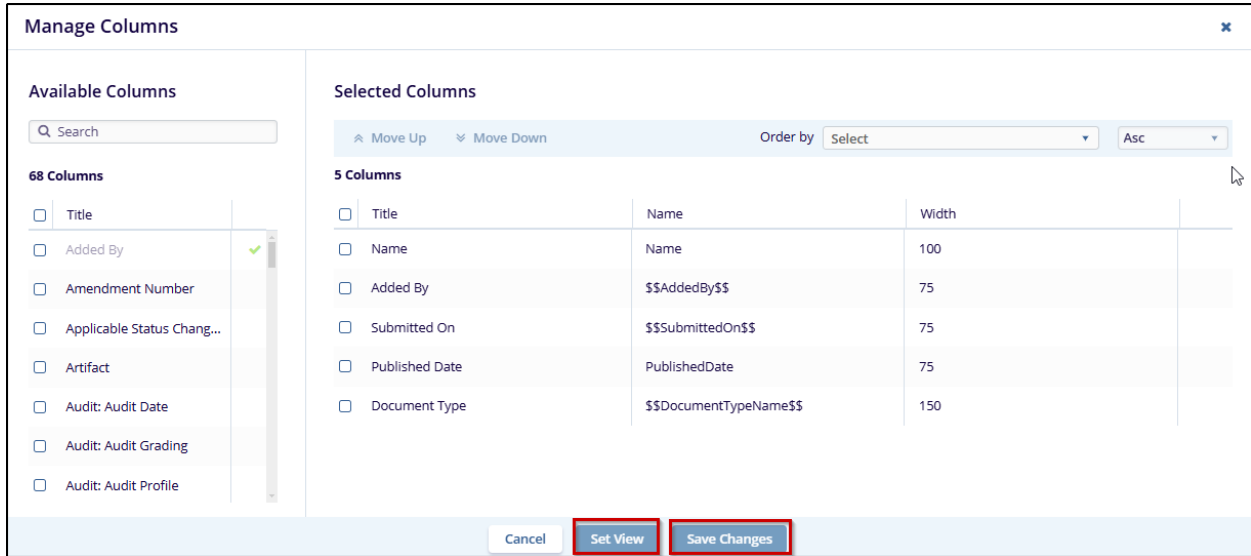 Manage Columns
Available Columns
Search
68 Columns
Title
Added By
Amendment Number
Applicable Status Chang...
Artifact
Audit: Audit Date
Audit: Audit Grading
Audit: Audit Profile
Selected Columns
Move Up Move Down Order by Select Asc
5 Columns
Title Name Width
Name Name 100
Added By $$AddedBy$$ 75
Submitted On $$SubmittedOn$$ 75
Published Date PublishedDate 75
Document Type $$DocumentTypeName$$ 150
Cancel Set View Save Changes